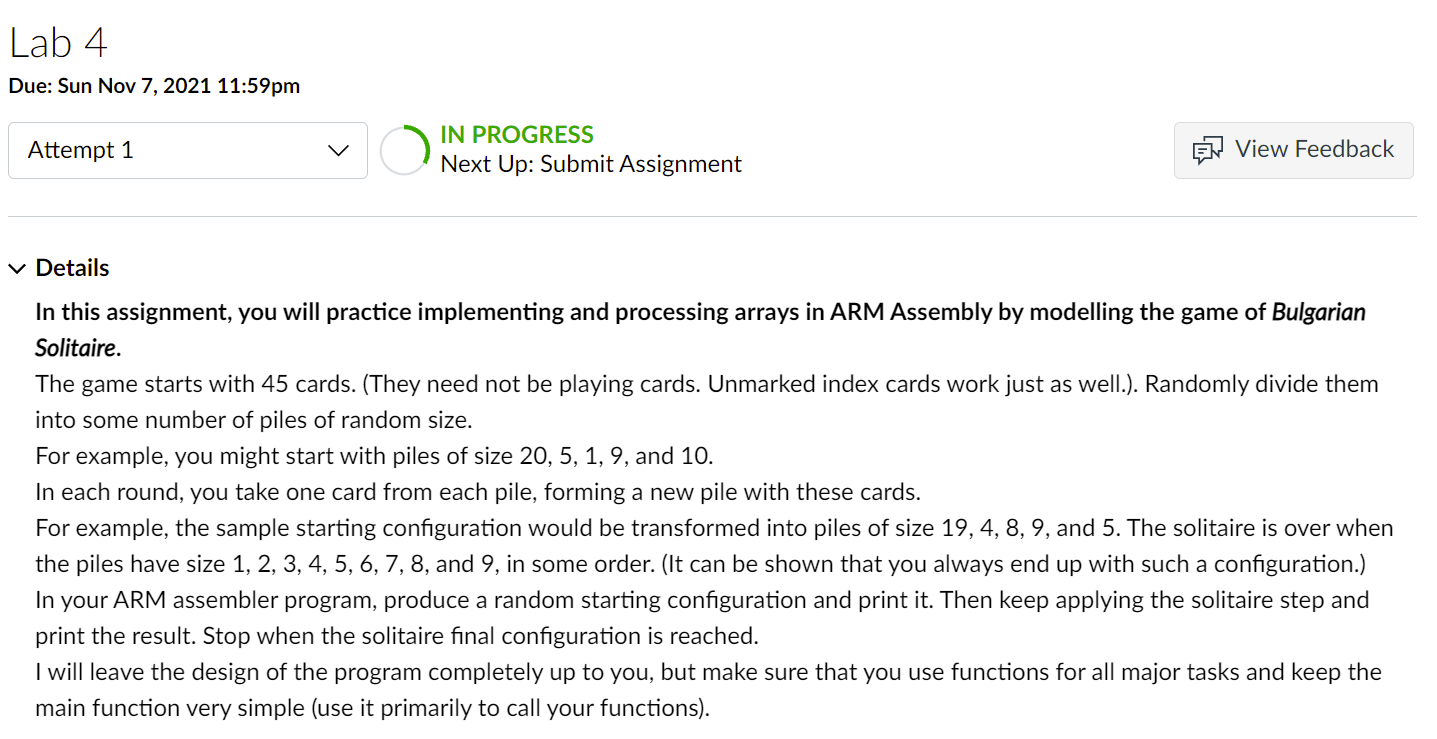 Lab 4
Due: Sun Nov 7, 2021 11:59pm
Attempt 1
IN PROGRESS
Next Up: Submit Assignment
View Feedback
Details
In this assignment, you will practice implementing and processing arrays in ARM Assembly by modelling the game of Bulgarian
Solitaire.
The game starts with 45 cards. (They need not be playing cards. Unmarked index cards work just as well.). Randomly divide them
into some number of piles of random size.
For example, you might start with piles of size 20, 5, 1, 9, and 10.
In each round, you take one card from each pile, forming a new pile with these cards.
For example, the sample starting configuration would be transformed into piles of size 19, 4, 8, 9, and 5. The solitaire is over when
the piles have size 1, 2, 3, 4, 5, 6, 7, 8, and 9, in some order. (It can be shown that you always end up with such a configuration.)
In your ARM assembler program, produce a random starting configuration and print it. Then keep applying the solitaire step and
print the result. Stop when the solitaire final configuration is reached.
I will leave the design of the program completely up to you, but make sure that you use functions for all major tasks and keep the
main function very simple (use it primarily to call your functions).